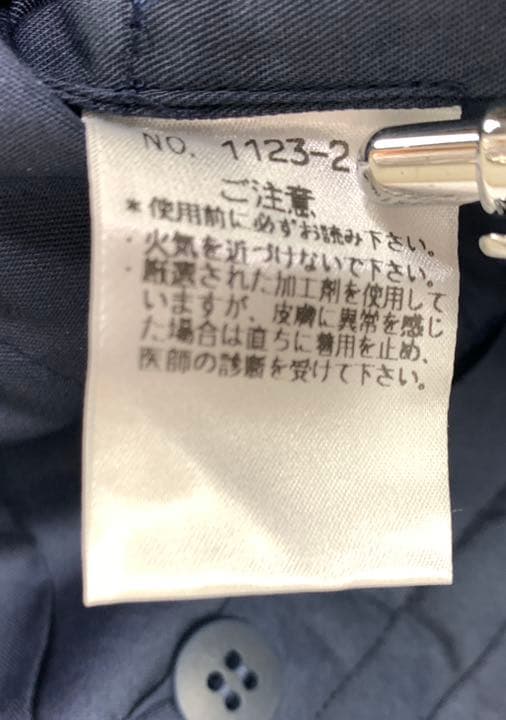 NO. 1123-2
ご注意
*使用前に必ずお読み下さい。
・火気を近づけないで下さい。
・厳選された加工剤を使用して
いますが、皮膚に異常を感じ
た場合は直ちに着用を止め、
医師の診断を受けて下さい。